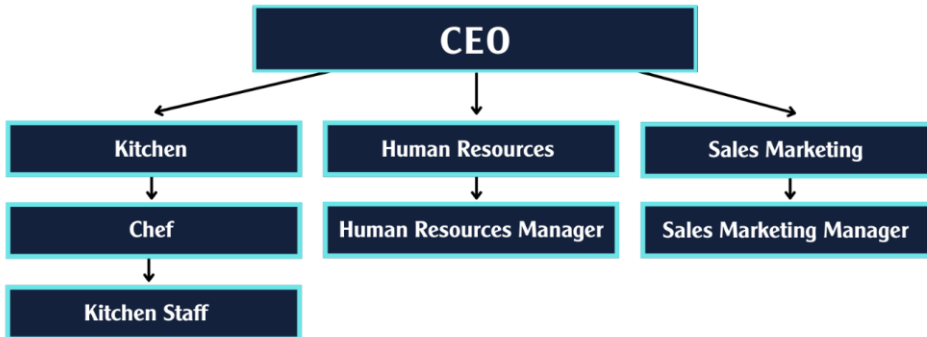 CEO
Kitchen
Human Resources
Sales Marketing
Chef
Human Resources Manager
Sales Marketing Manager
Kitchen Staff